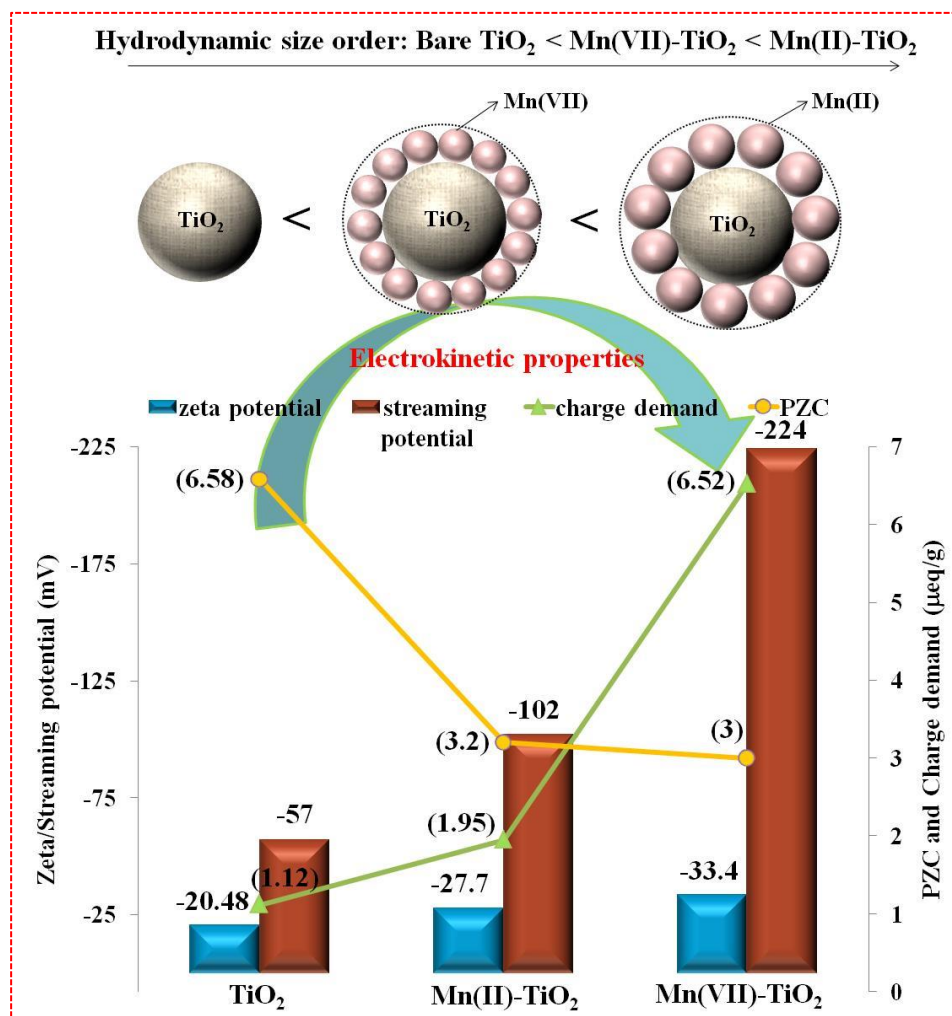 Hydrodynamic size order: Bare TiO₂ < Mn(VII)-TiO₂ < Mn(II)-TiO₂
Mn(VII)
Mn(II)
TiO₂
<
TiO₂
<
TiO₂
Electrokinetic properties
zeta potential
streaming
potential
charge demand
PZC
Zeta/Streaming potential (mV)
-225
-175
-125
-75
-25
(6.58)
(3.2)
(3)
(1.12)
(1.95)
(6.52)
-20.48
-57
-27.7
-102
-33.4
-224
7
6
5
4
3
2
1
0
PZC and Charge demand (µeq/g)
TiO₂
Mn(II)-TiO₂
Mn(VII)-TiO₂